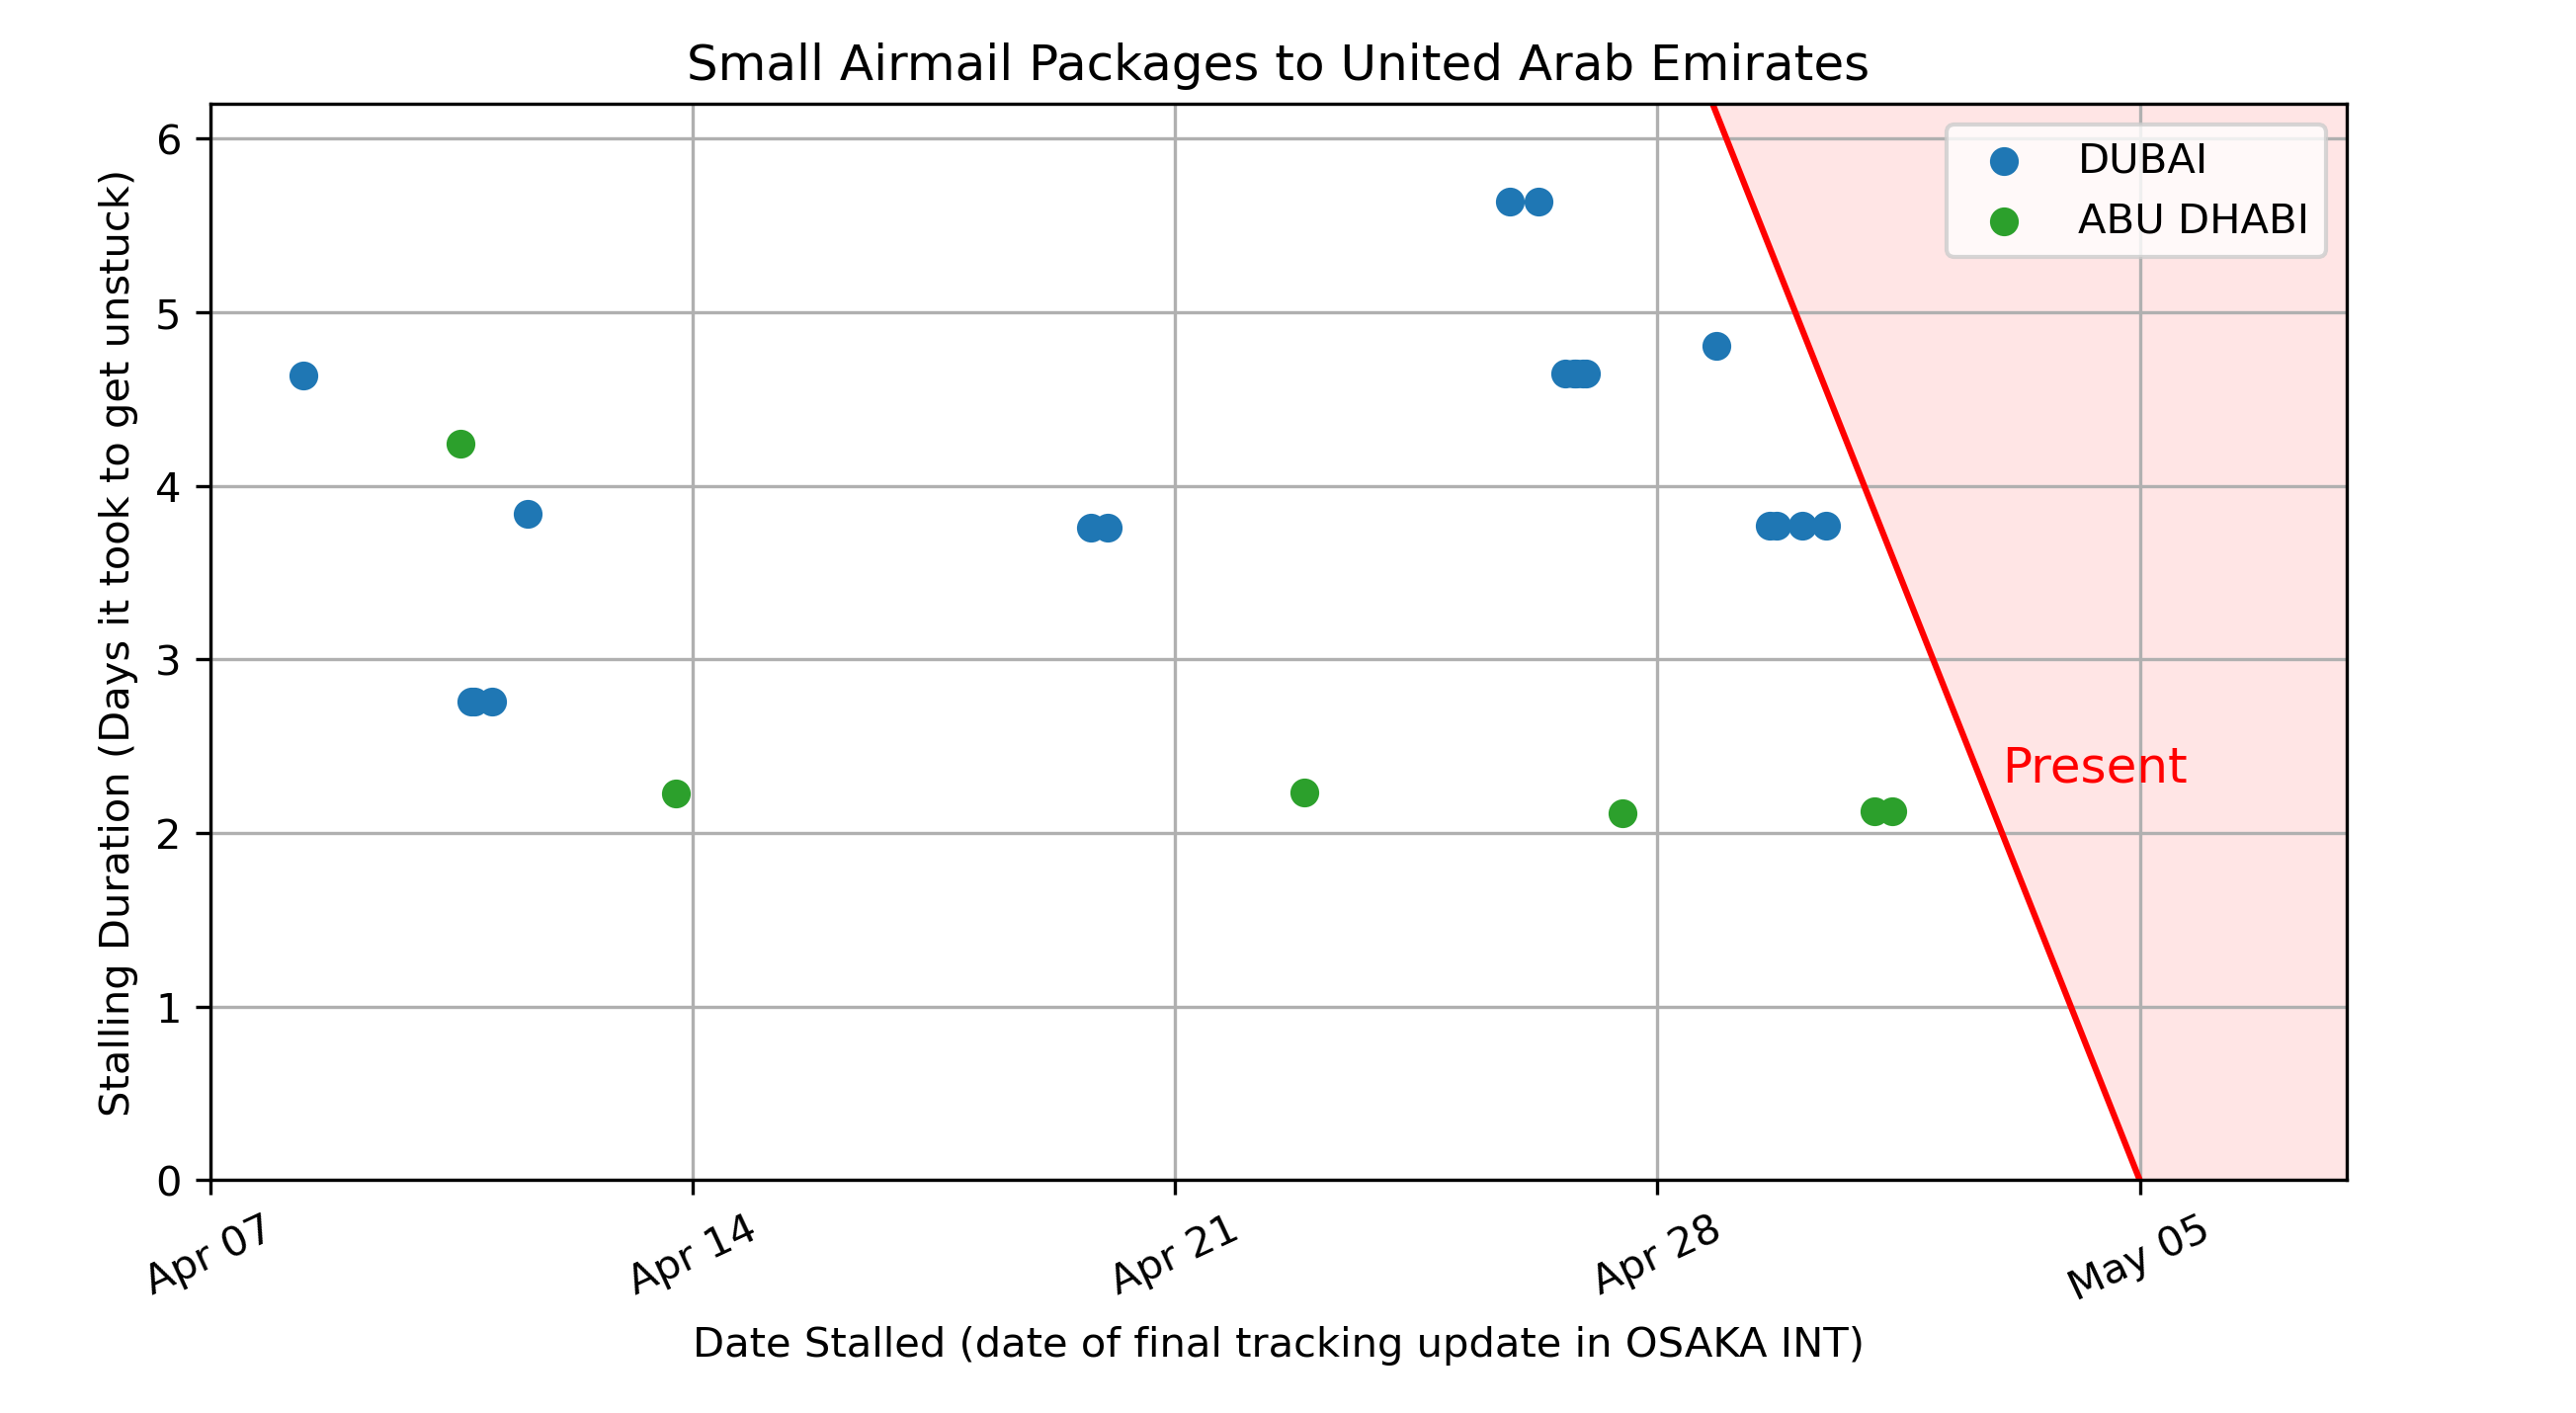 Small Airmail Packages to United Arab Emirates
Stalling Duration (Days it took to get unstuck)
6
5
4
3
2
1
0
DUBAI
ABU DHABI
Present
Apr 07
Apr 14
Apr 21
Apr 28
May 05
Date Stalled (date of final tracking update in OSAKA INT)